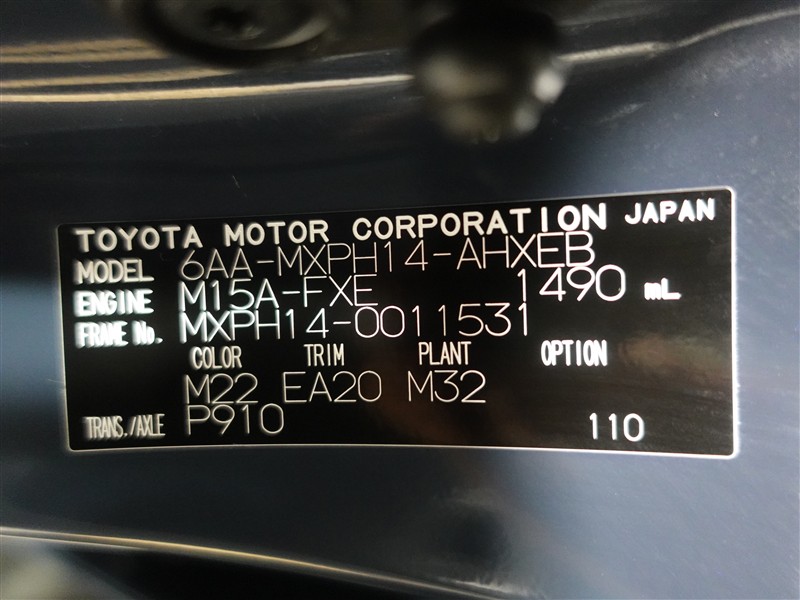 TOYOTA MOTOR CORPORATION JAPAN
MODEL 6AA-MXPH14-AHXEB
ENGINE M15A-FXE 1490 mL
FRAME No. MXPH14-0011531
COLOR TRIM PLANT OPTION
M22 EA20 M32
TRANS./AXLE P910 110